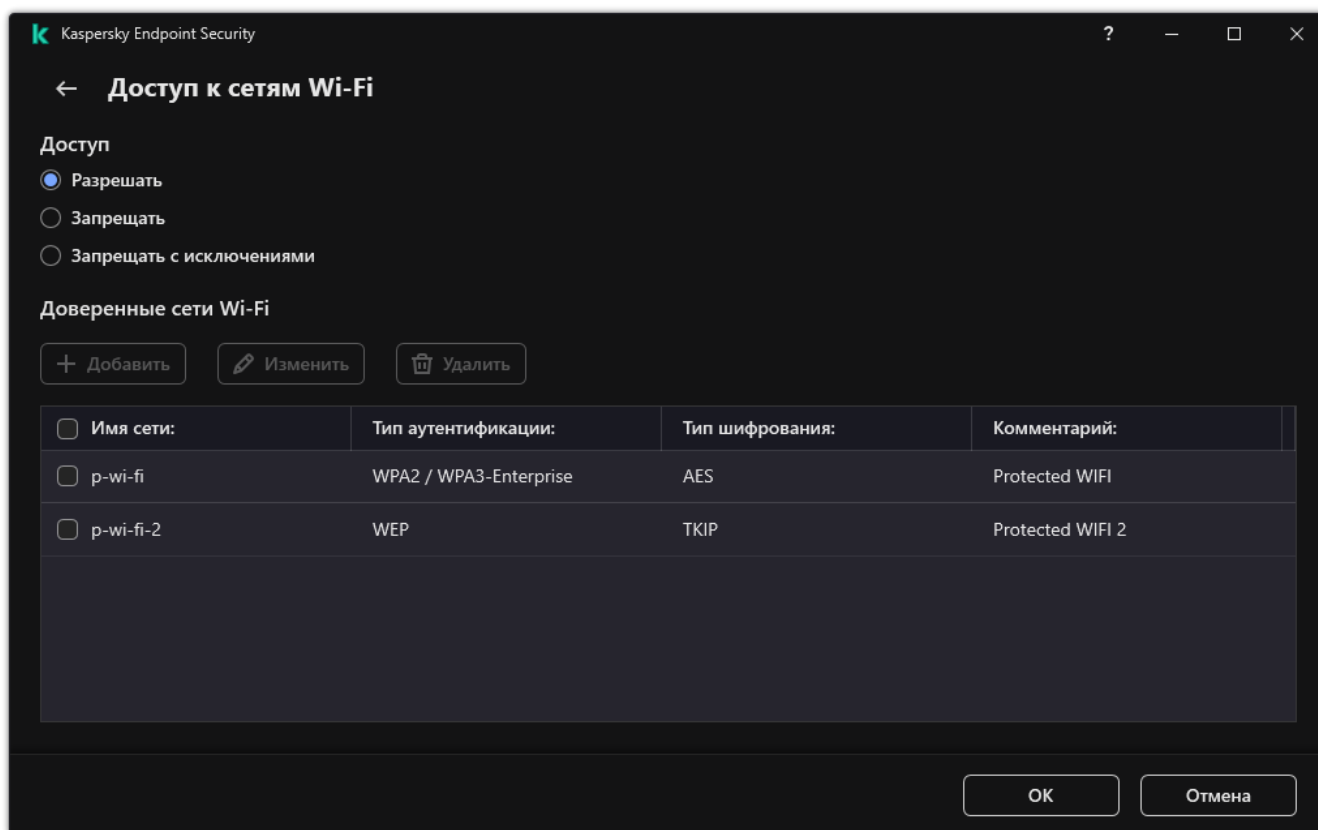 Kaspersky Endpoint Security ?
Доступ к сетям Wi-Fi
Доступ
Разрешать
Запрещать
Запрещать с исключениями
Доверенные сети Wi-Fi
Добавить Изменить Удалить
Имя сети: Тип аутентификации: Тип шифрования: Комментарий:
p-wi-fi WPA2 / WPA3-Enterprise AES Protected WIFI
p-wi-fi-2 WEP TKIP Protected WIFI 2
ОК Отмена